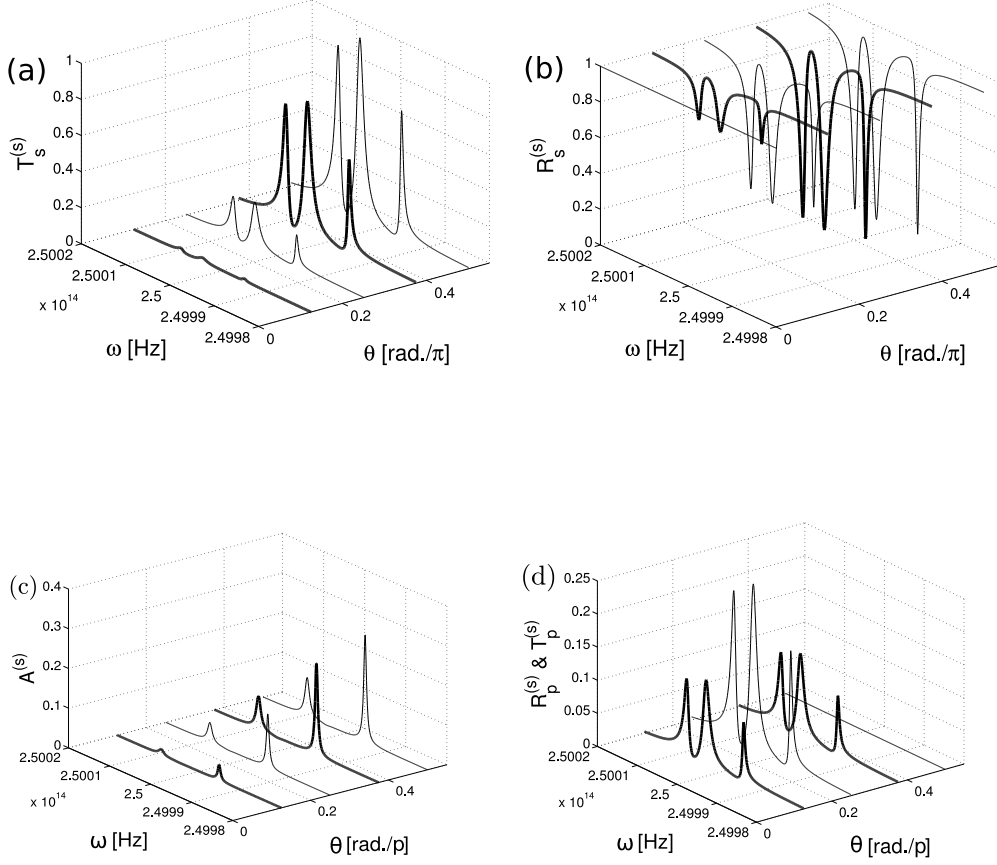 (a)
T_s^(s)
1
0.8
0.6
0.4
0.2
0
2.5002
2.5001
2.5
2.4999
2.4998
x 10^14
ω [Hz]
0
0.2
0.4
θ [rad./π]
(b)
R_s^(s)
1
0.8
0.6
0.4
0.2
0
2.5002
2.5001
2.5
2.4999
2.4998
x 10^14
ω [Hz]
0
0.2
0.4
θ [rad./π]
(c)
A^(s)
0.4
0.3
0.2
0.1
0
2.5002
2.5001
2.5
2.4999
2.4998
x 10^14
ω [Hz]
0
0.2
0.4
θ [rad./p]
(d)
R_p^(s) & T_p^(s)
0.25
0.2
0.15
0.1
0.05
0
2.5002
2.5001
2.5
2.4999
2.4998
x 10^14
ω [Hz]
0
0.2
0.4
θ [rad./p]